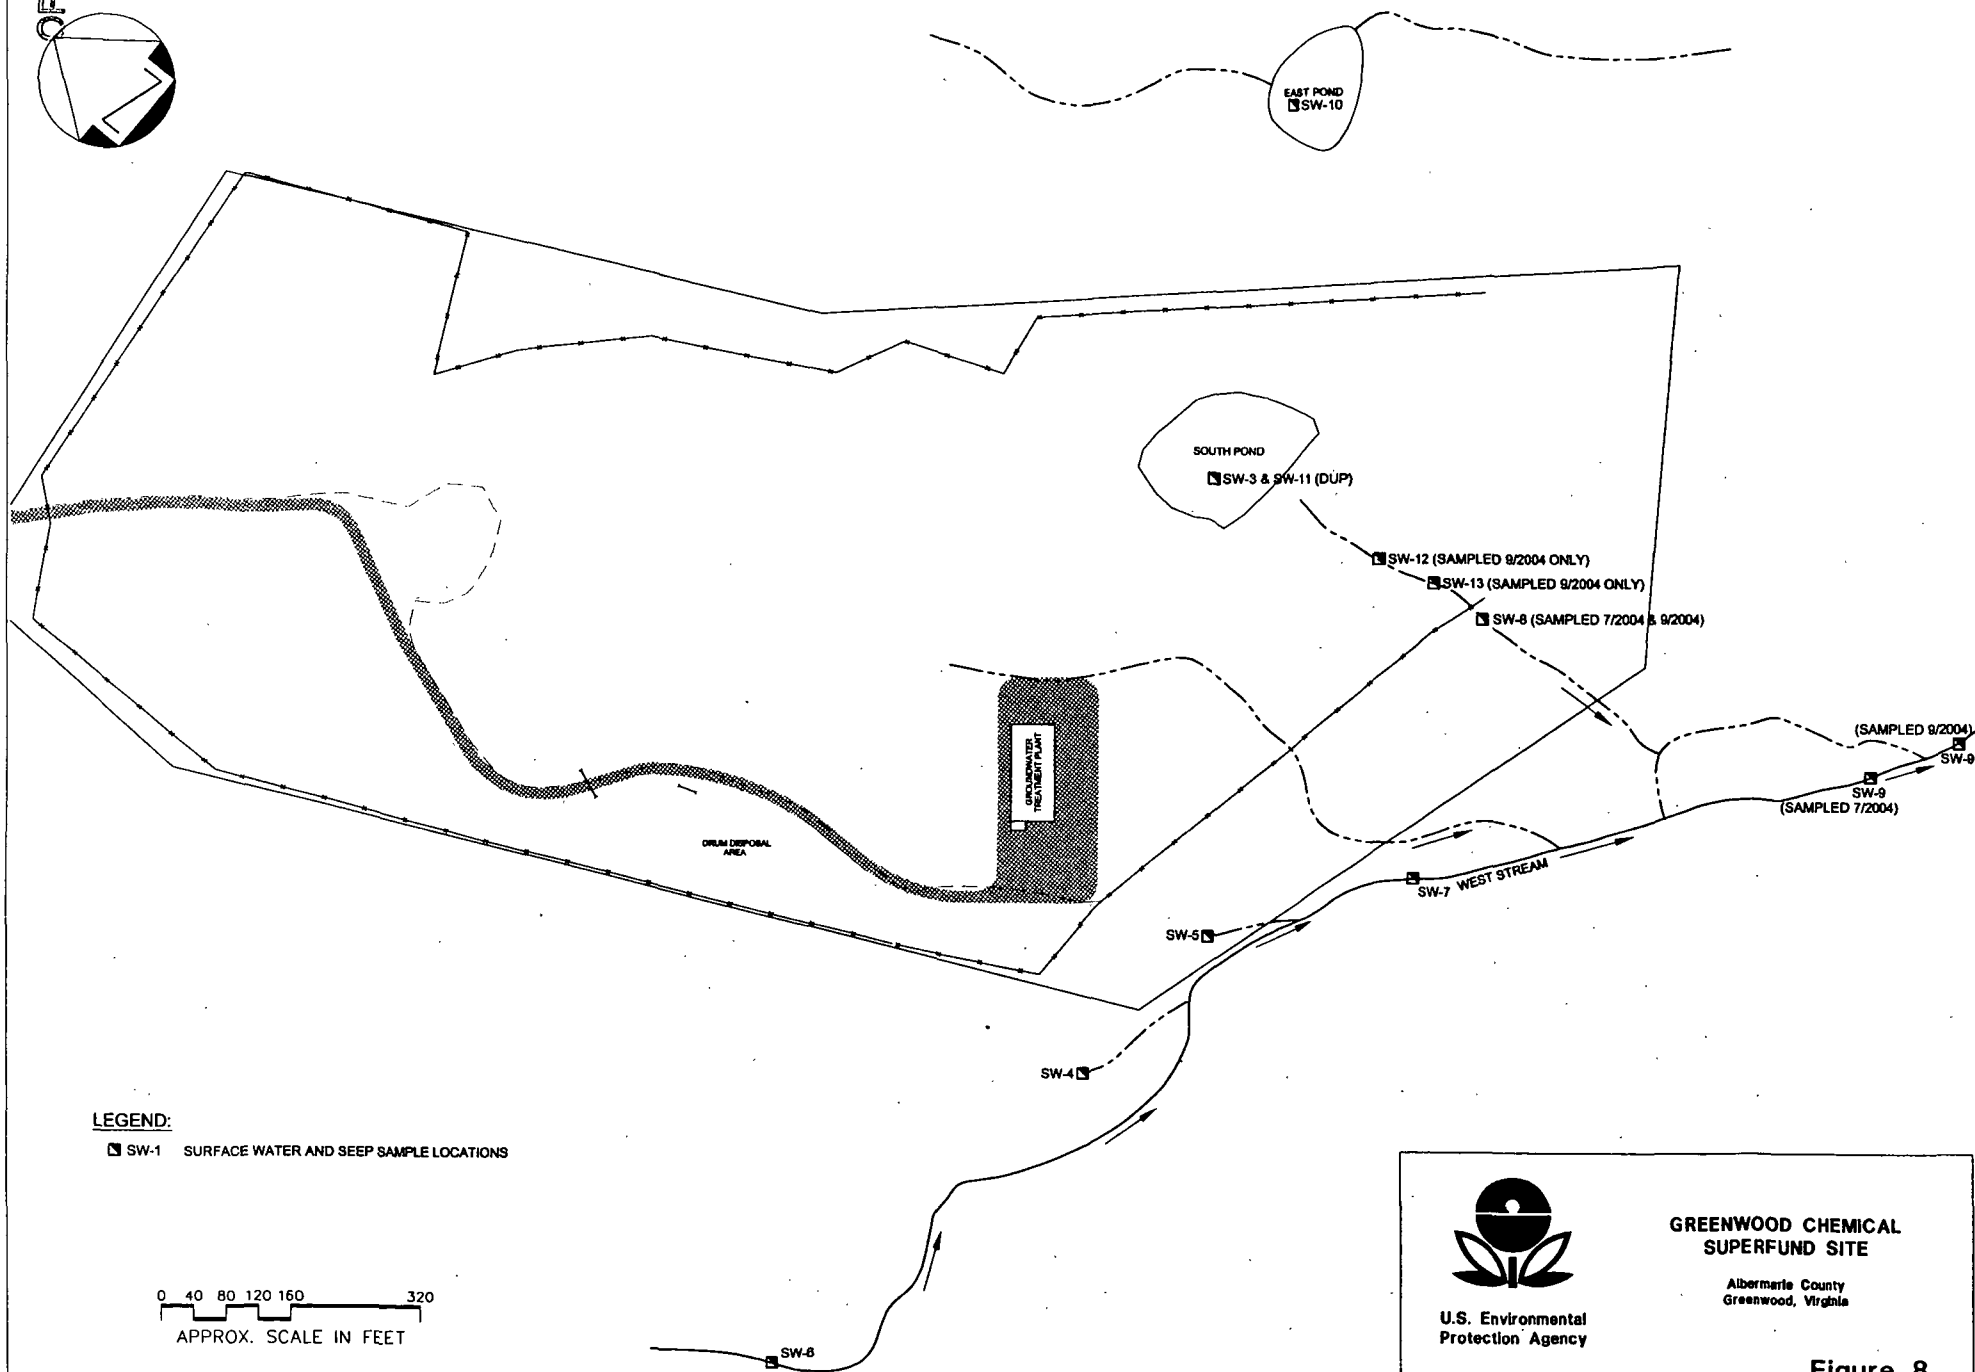 EAST POND
SW-10
SOUTH POND
SW-3 & SW-11 (DUP)
SW-12 (SAMPLED 9/2004 ONLY)
SW-13 (SAMPLED 9/2004 ONLY)
SW-8 (SAMPLED 7/2004 & 9/2004)
(SAMPLED 9/2004)
SW-9
SW-9
(SAMPLED 7/2004)
GROUNDWATER
TREATMENT PLANT
DRUM DISPOSAL
AREA
SW-7 WEST STREAM
SW-5
SW-4
LEGEND:
SW-1 SURFACE WATER AND SEEP SAMPLE LOCATIONS
0 40 80 120 160 320
APPROX. SCALE IN FEET
SW-6
U.S. Environmental
Protection Agency
GREENWOOD CHEMICAL
SUPERFUND SITE
Albermarle County
Greenwood, Virginia
Figure 8